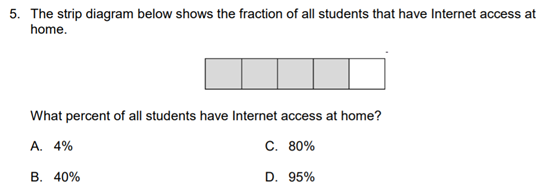 5. The strip diagram below shows the fraction of all students that have Internet access at
home.
What percent of all students have Internet access at home?
A. 4%
C. 80%
B. 40%
D. 95%